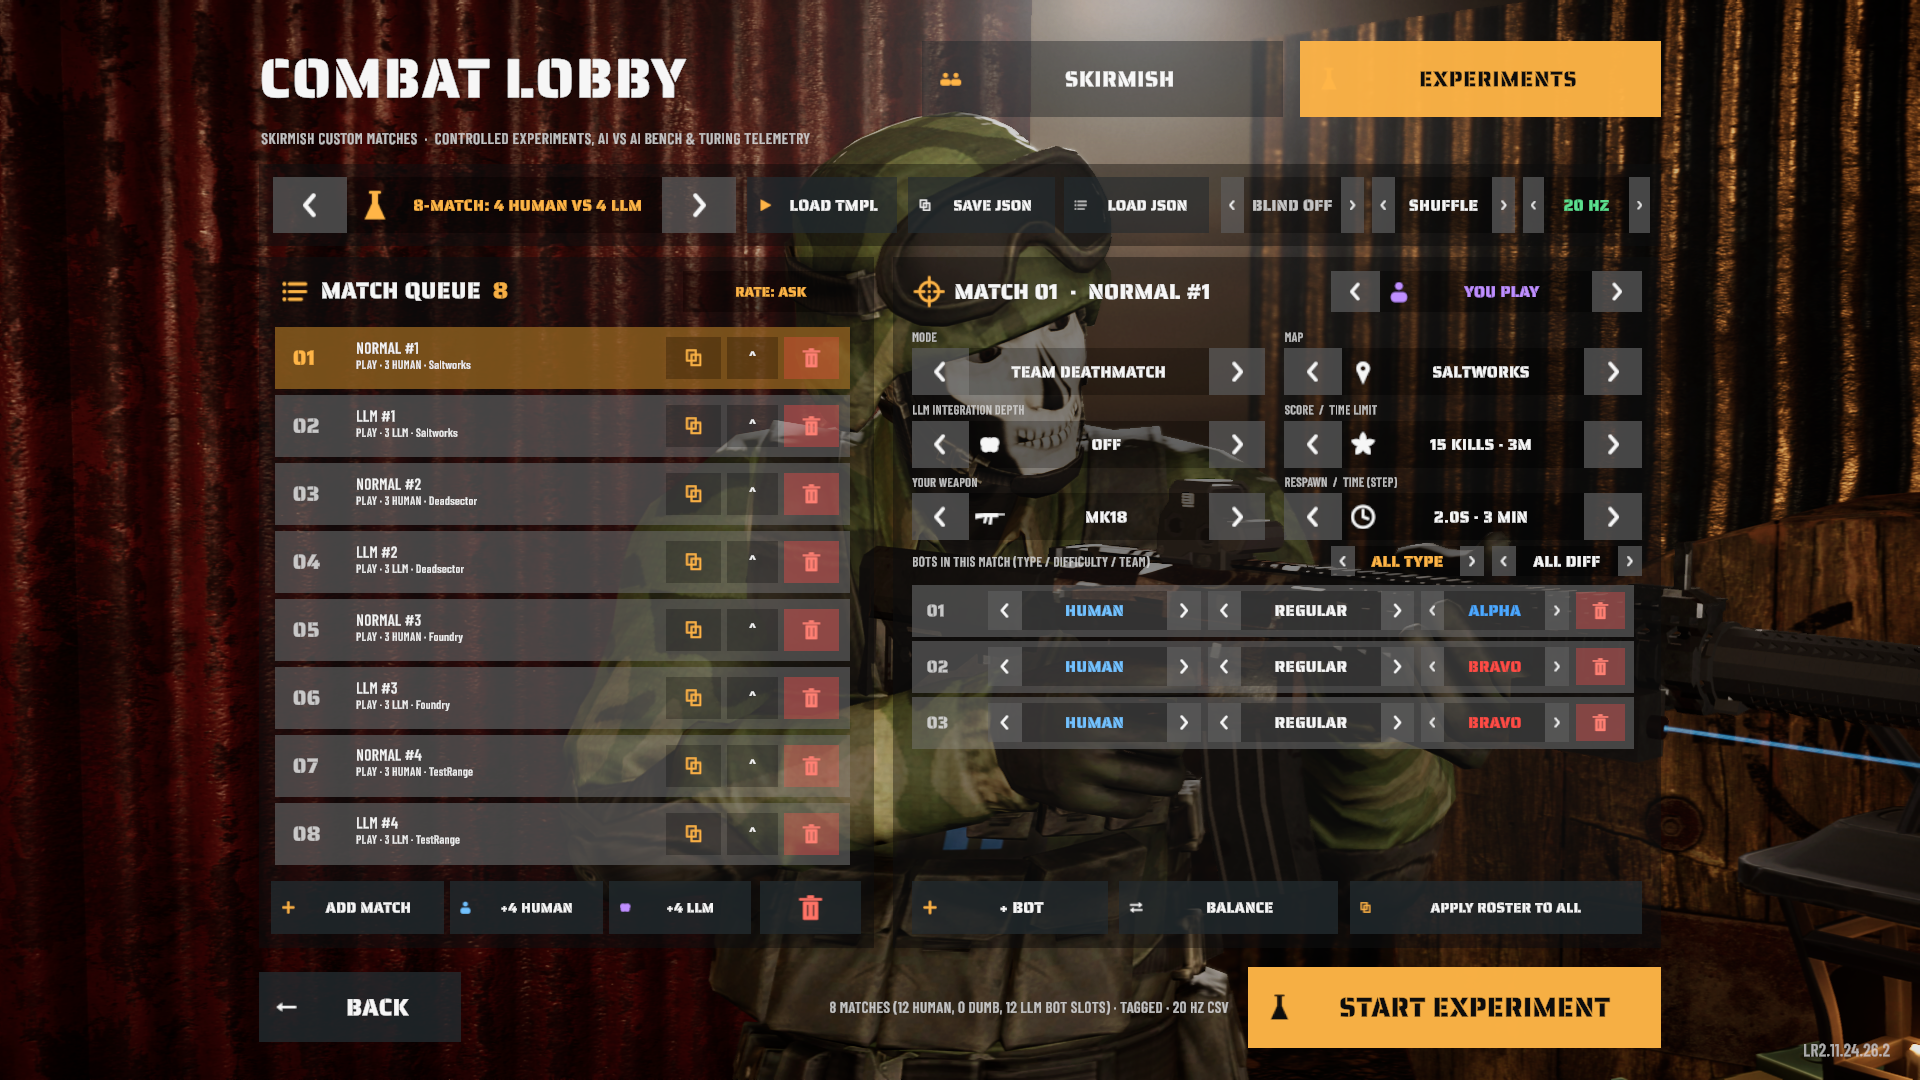 COMBAT LOBBY
SKIRMISH
EXPERIMENTS
SKIRMISH CUSTOM MATCHES · CONTROLLED EXPERIMENTS, AI VS AI BENCH & TURING TELEMETRY
8-MATCH: 4 HUMAN VS 4 LLM
LOAD TMPL
SAVE JSON
LOAD JSON
BLIND OFF
SHUFFLE
20 HZ
MATCH QUEUE 8
RATE: ASK
01
NORMAL #1
PLAY · 3 HUMAN · Saltworks
02
LLM #1
PLAY · 3 LLM · Saltworks
03
NORMAL #2
PLAY · 3 HUMAN · Deadsector
04
LLM #2
PLAY · 3 LLM · Deadsector
05
NORMAL #3
PLAY · 3 HUMAN · Foundry
06
LLM #3
PLAY · 3 LLM · Foundry
07
NORMAL #4
PLAY · 3 HUMAN · TestRange
08
LLM #4
PLAY · 3 LLM · TestRange
ADD MATCH
+4 HUMAN
+4 LLM
MATCH 01 · NORMAL #1
YOU PLAY
MODE
TEAM DEATHMATCH
MAP
SALTWORKS
LLM INTEGRATION DEPTH
OFF
SCORE / TIME LIMIT
15 KILLS · 3M
YOUR WEAPON
MK18
RESPAWN / TIME (STEP)
2.0S · 3 MIN
BOTS IN THIS MATCH (TYPE / DIFFICULTY / TEAM)
ALL TYPE
ALL DIFF
01 HUMAN REGULAR ALPHA
02 HUMAN REGULAR BRAVO
03 HUMAN REGULAR BRAVO
+ BOT
BALANCE
APPLY ROSTER TO ALL
BACK
8 MATCHES (12 HUMAN, 0 DUMB, 12 LLM BOT SLOTS) · TAGGED · 20 HZ CSV
START EXPERIMENT
LR2.11.24.26.2